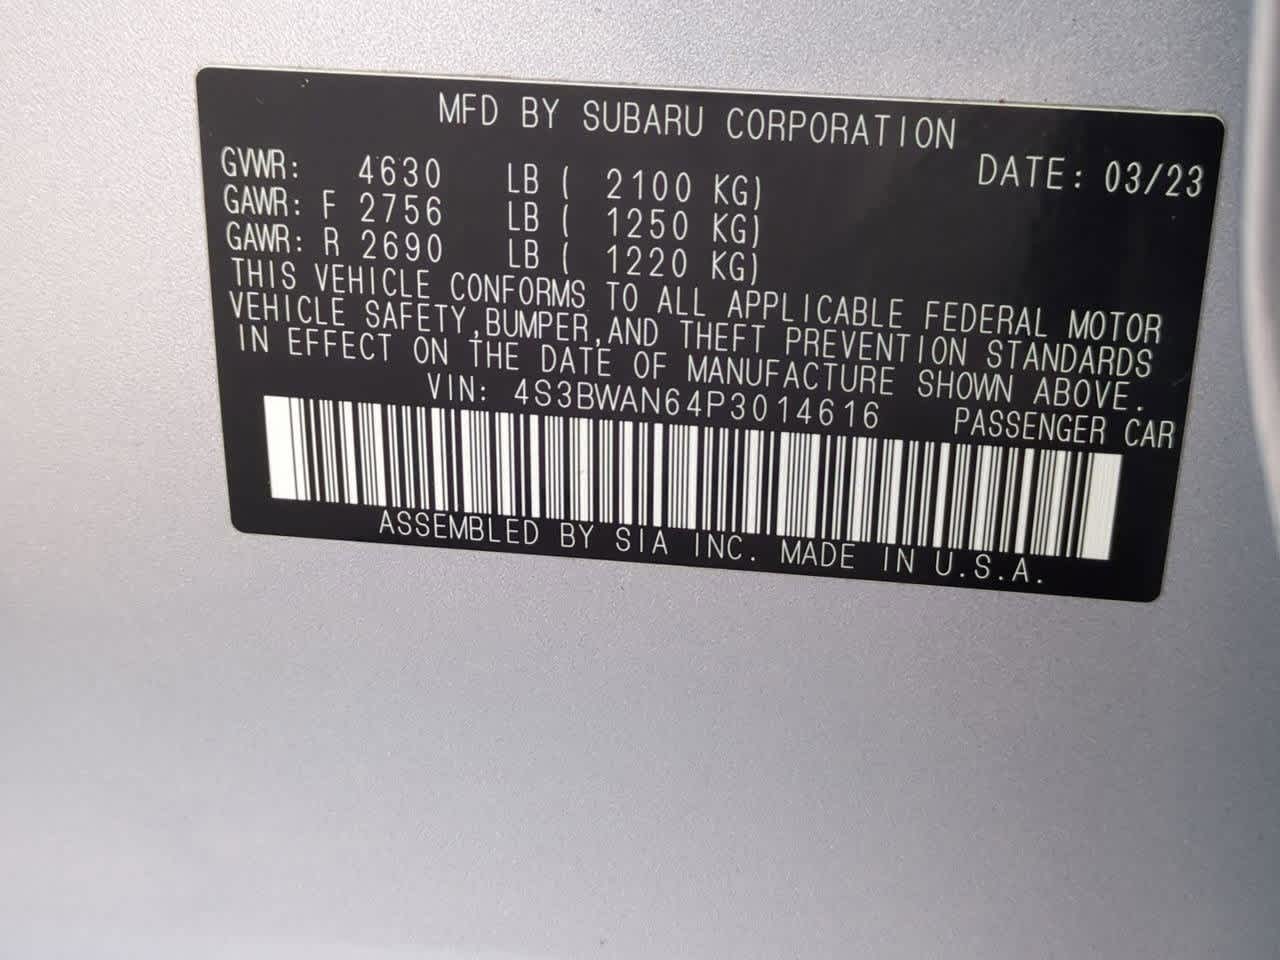 MFD BY SUBARU CORPORATION
GVWR: 4630 LB ( 2100 KG) DATE: 03/23
GAWR: F 2756 LB ( 1250 KG)
GAWR: R 2690 LB ( 1220 KG)
THIS VEHICLE CONFORMS TO ALL APPLICABLE FEDERAL MOTOR
VEHICLE SAFETY,BUMPER,AND THEFT PREVENTION STANDARDS
IN EFFECT ON THE DATE OF MANUFACTURE SHOWN ABOVE.
VIN: 4S3BWAN64P3014616 PASSENGER CAR
ASSEMBLED BY SIA INC. MADE IN U.S.A.